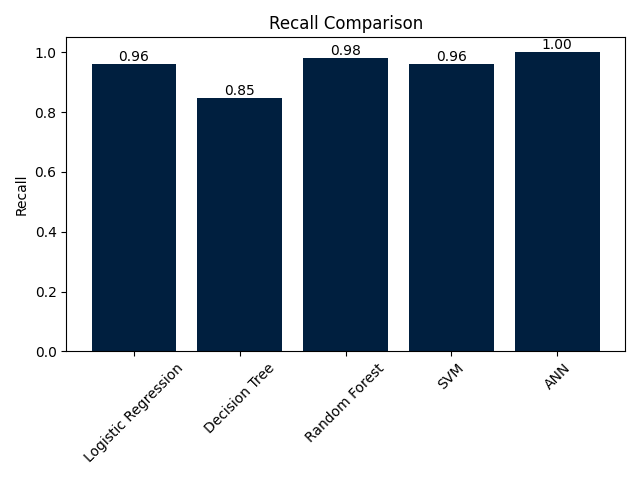 Recall Comparison
1.0
0.8
0.6
0.4
0.2
0.0
Recall
0.96
0.85
0.98
0.96
1.00
Logistic Regression
Decision Tree
Random Forest
SVM
ANN